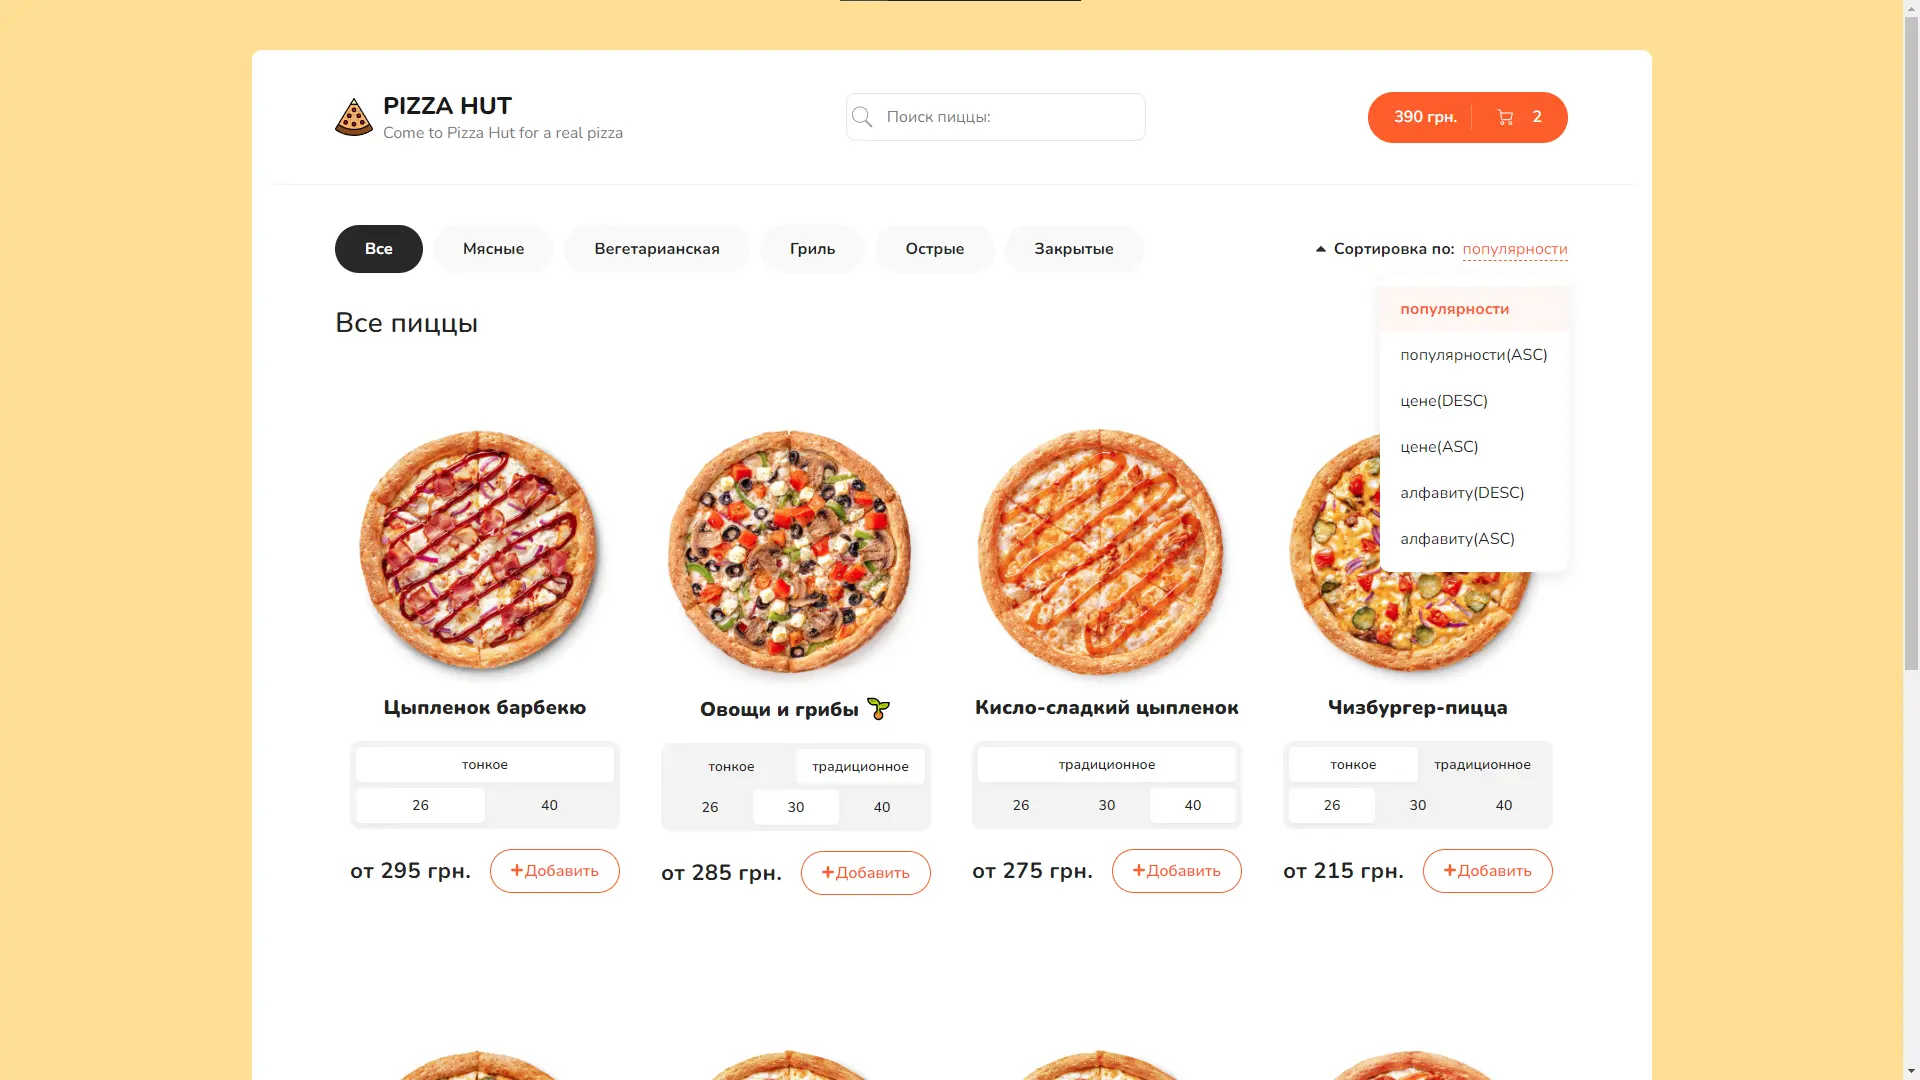 PIZZA HUT
Come to Pizza Hut for a real pizza
Поиск пиццы:
390 грн.
2
Все
Мясные
Вегетарианская
Гриль
Острые
Закрытые
Сортировка по: популярности
популярности
популярности(ASC)
цене(DESC)
цене(ASC)
алфавиту(DESC)
алфавиту(ASC)
Все пиццы
Цыпленок барбекю
тонкое
26 40
от 295 грн.
+Добавить
Овощи и грибы
тонкое традиционное
26 30 40
от 285 грн.
+Добавить
Кисло-сладкий цыпленок
традиционное
26 30 40
от 275 грн.
+Добавить
Чизбургер-пицца
тонкое традиционное
26 30 40
от 215 грн.
+Добавить